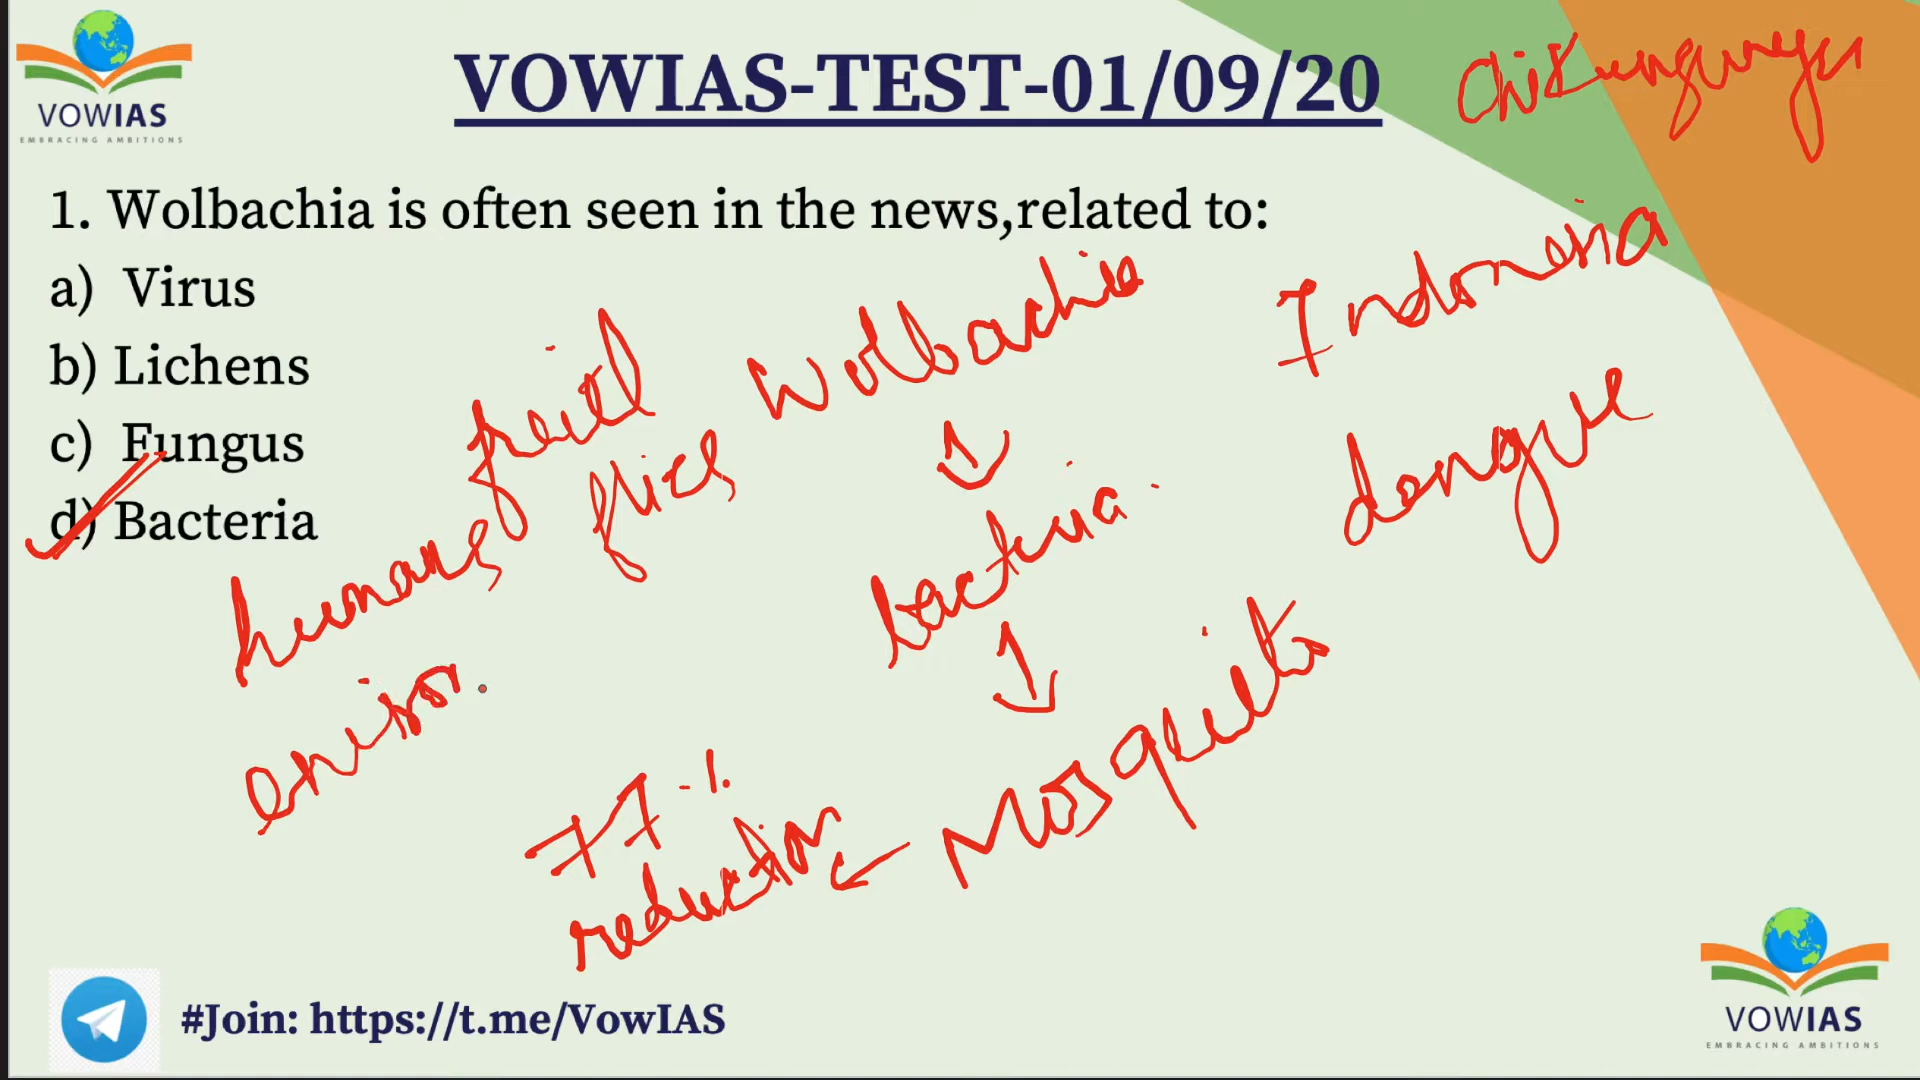 VOWIAS
EMBRACING AMBITIONS
VOWIAS-TEST-01/09/20
Chikungunya
1. Wolbachia is often seen in the news,related to:
a) Virus
b) Lichens
c) Fungus
d) Bacteria
Wolbachia
Indonesia
fruit
flies,
dengue
bacteria
humans,
environ
Mosquito
77%
reduction
#Join: https://t.me/VowIAS
VOWIAS
EMBRACING AMBITIONS